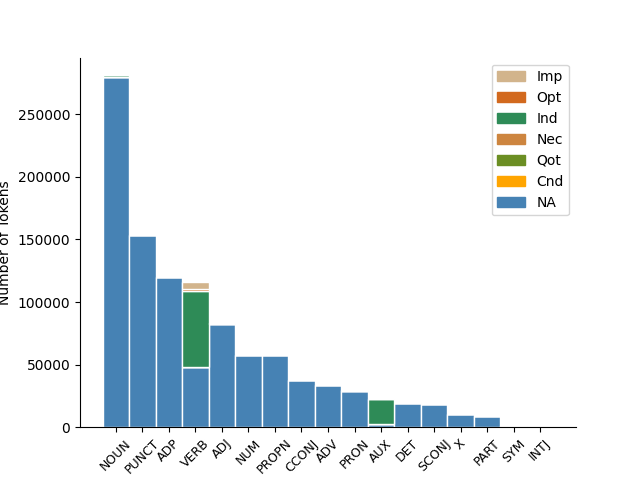 Imp
Opt
Ind
Nec
Qot
Cnd
NA
250000
200000
150000
100000
50000
0
Number of Tokens
NOUN PUNCT ADP VERB ADJ NUM PROPN CCONJ ADV PRON AUX DET SCONJ X PART SYM INTJ